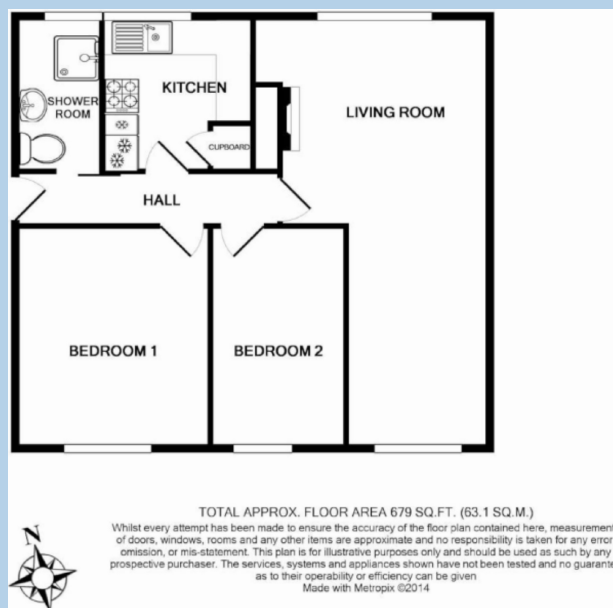 SHOWER
ROOM
KITCHEN
CUPBOARD
LIVING ROOM
HALL
BEDROOM 1
BEDROOM 2
N
TOTAL APPROX. FLOOR AREA 679 SQ.FT. (63.1 SQ.M.)
Whilst every attempt has been made to ensure the accuracy of the floor plan contained here, measurement
of doors, windows, rooms and any other items are approximate and no responsibility is taken for any error
omission, or mis-statement. This plan is for illustrative purposes only and should be used as such by any
prospective purchaser. The services, systems and appliances shown have not been tested and no guarante
as to their operability or efficiency can be given
Made with Metropix ©2014